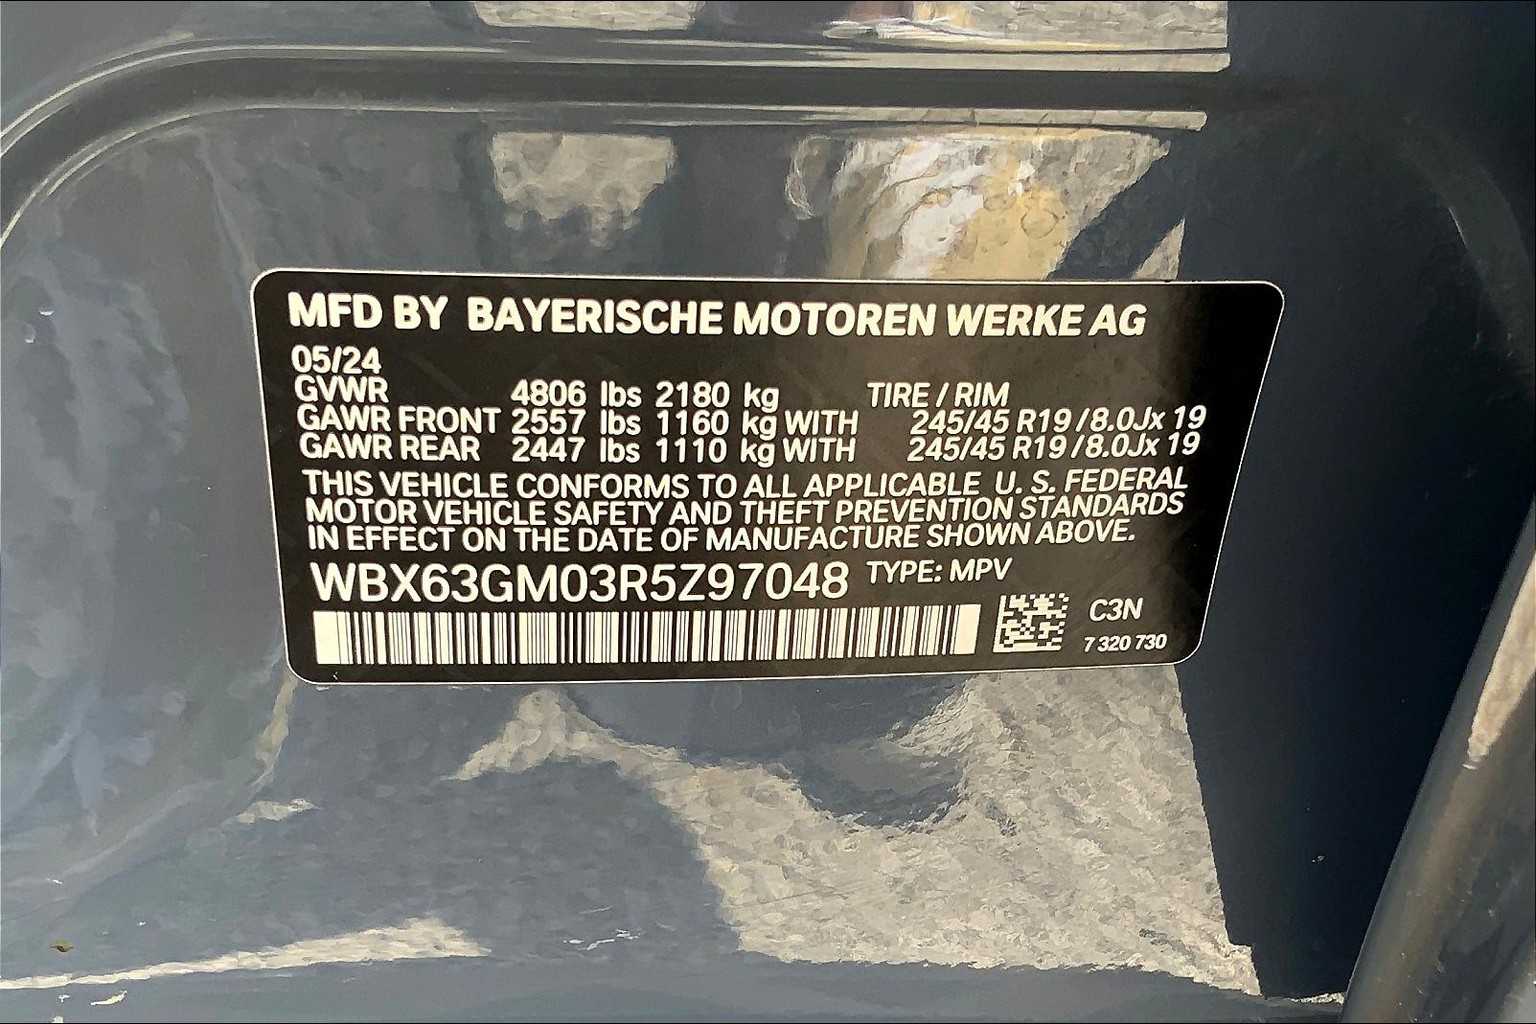 MFD BY BAYERISCHE MOTOREN WERKE AG
05/24
GVWR 4806 lbs 2180 kg TIRE / RIM
GAWR FRONT 2557 lbs 1160 kg WITH 245/45 R19 / 8.0Jx 19
GAWR REAR 2447 lbs 1110 kg WITH 245/45 R19 / 8.0Jx 19
THIS VEHICLE CONFORMS TO ALL APPLICABLE U. S. FEDERAL
MOTOR VEHICLE SAFETY AND THEFT PREVENTION STANDARDS
IN EFFECT ON THE DATE OF MANUFACTURE SHOWN ABOVE.
WBX63GM03R5Z97048 TYPE: MPV
C3N
7 320 730